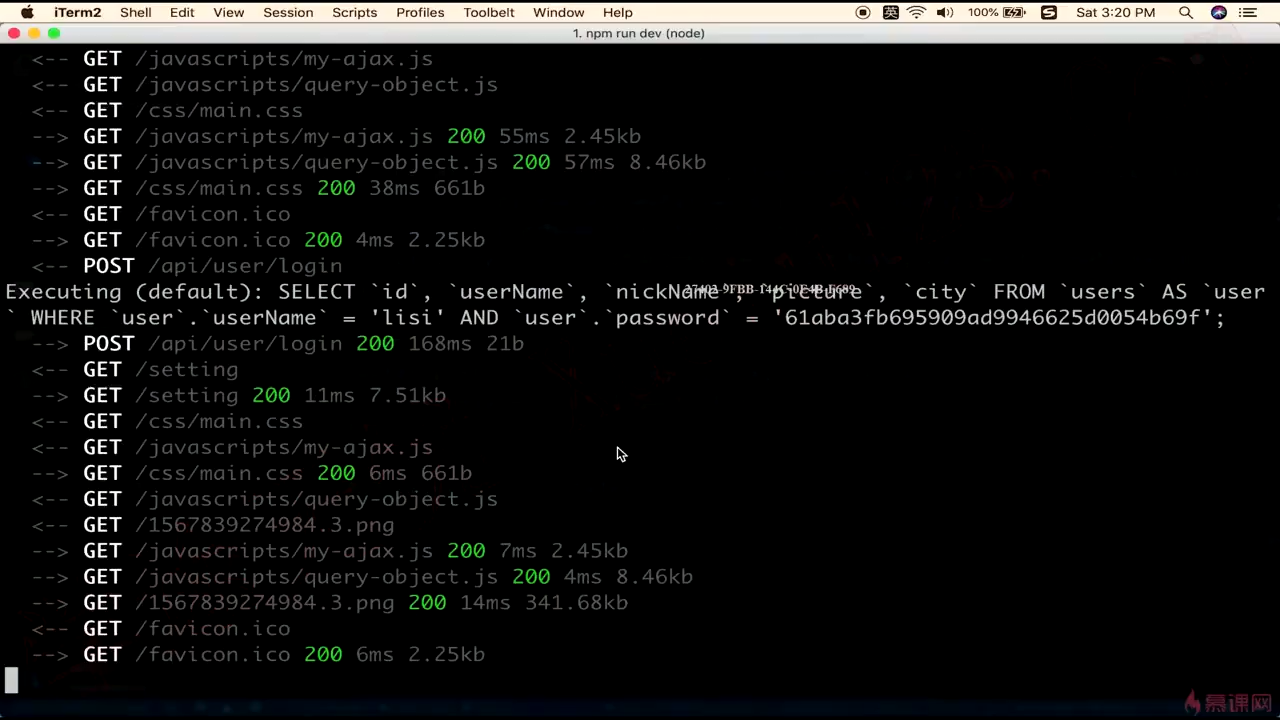 iTerm2 Shell Edit View Session Scripts Profiles Toolbelt Window Help 英 100% S Sat 3:20 PM
1. npm run dev (node)
<-- GET /javascripts/my-ajax.js
<-- GET /javascripts/query-object.js
<-- GET /css/main.css
--> GET /javascripts/my-ajax.js 200 55ms 2.45kb
--> GET /javascripts/query-object.js 200 57ms 8.46kb
--> GET /css/main.css 200 38ms 661b
<-- GET /favicon.ico
--> GET /favicon.ico 200 4ms 2.25kb
<-- POST /api/user/login
Executing (default): SELECT `id`, `userName`, `nickName`, `picture`, `city` FROM `users` AS `user
` WHERE `user`.`userName` = 'lisi' AND `user`.`password` = '61aba3fb695909ad9946625d0054b69f';
--> POST /api/user/login 200 168ms 21b
<-- GET /setting
--> GET /setting 200 11ms 7.51kb
<-- GET /css/main.css
<-- GET /javascripts/my-ajax.js
--> GET /css/main.css 200 6ms 661b
<-- GET /javascripts/query-object.js
<-- GET /1567839274984.3.png
--> GET /javascripts/my-ajax.js 200 7ms 2.45kb
--> GET /javascripts/query-object.js 200 4ms 8.46kb
--> GET /1567839274984.3.png 200 14ms 341.68kb
<-- GET /favicon.ico
--> GET /favicon.ico 200 6ms 2.25kb
慕课网